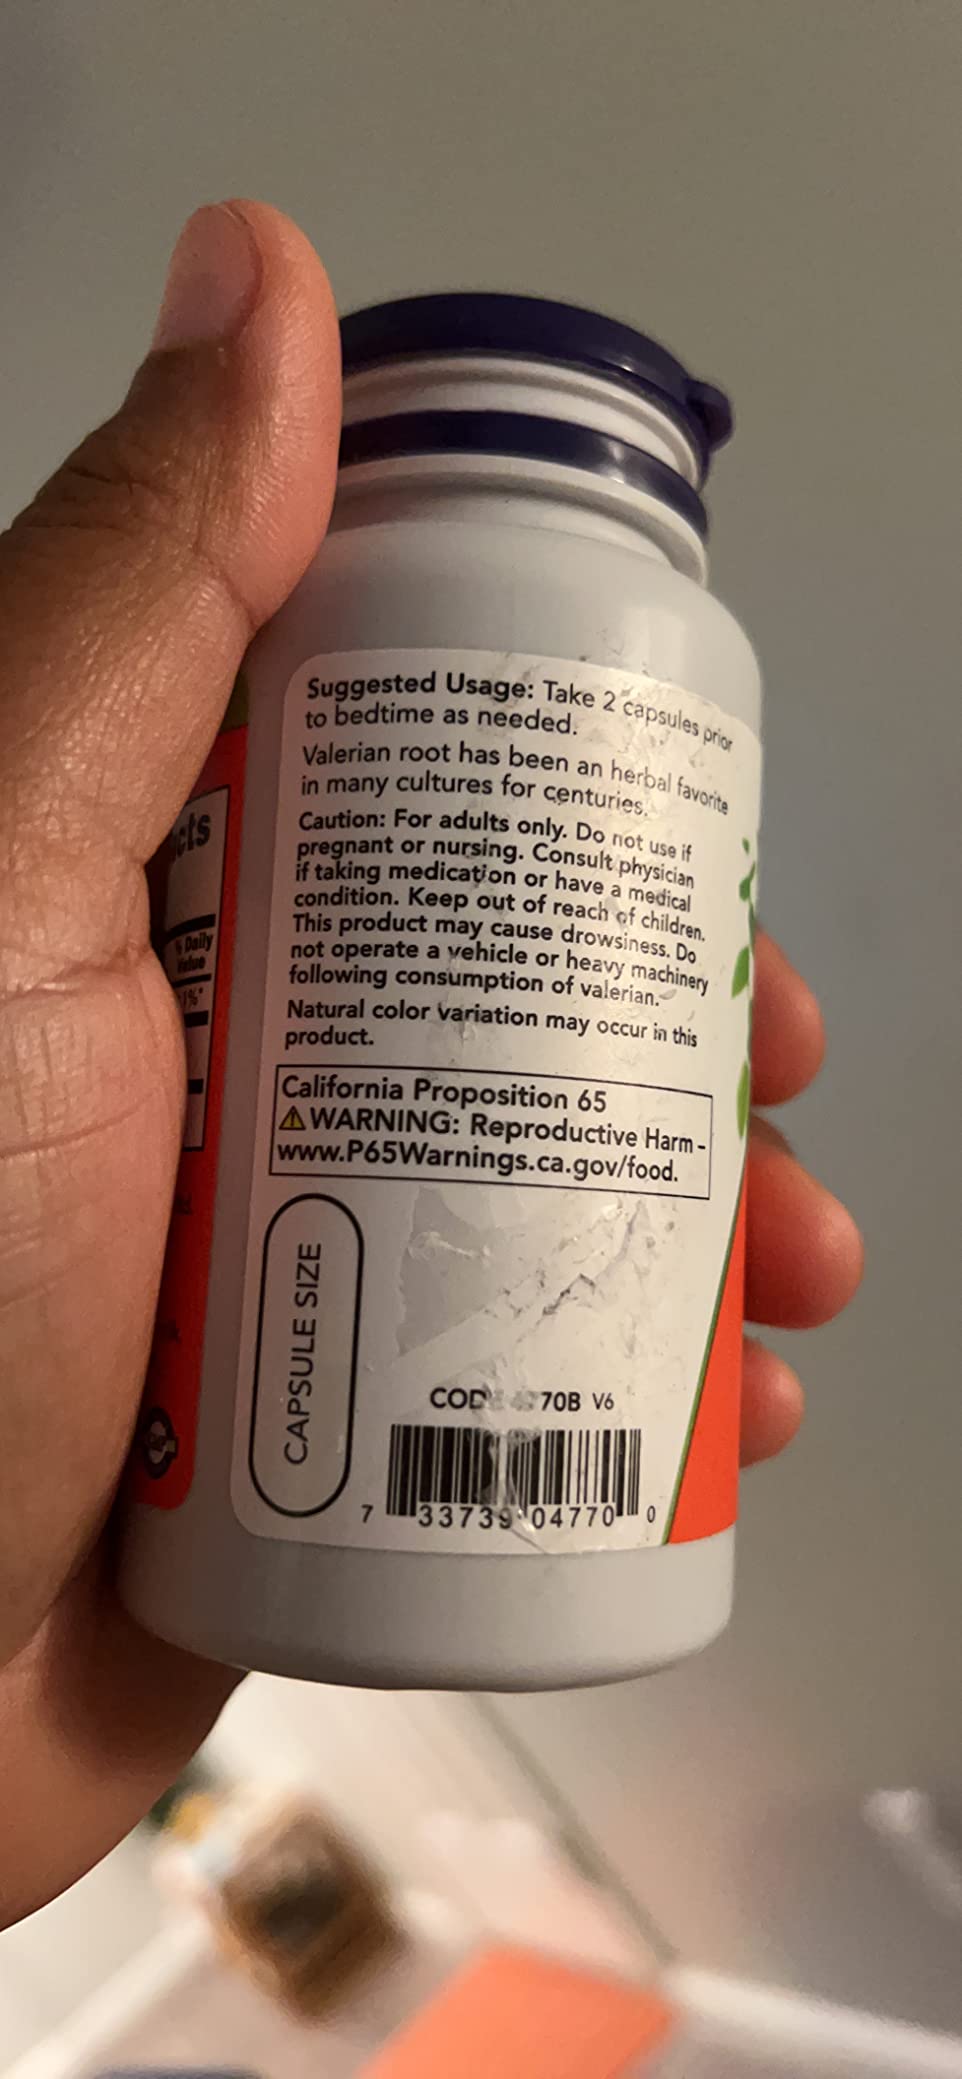 Suggested Usage: Take 2 capsules prior
to bedtime as needed.
Valerian root has been an herbal favorite
in many cultures for centuries.
Caution: For adults only. Do not use if
pregnant or nursing. Consult physician
if taking medication or have a medical
condition. Keep out of reach of children.
This product may cause drowsiness. Do
not operate a vehicle or heavy machinery
following consumption of valerian.
Natural color variation may occur in this
product.
California Proposition 65
WARNING: Reproductive Harm -
www.P65Warnings.ca.gov/food.
CAPSULE SIZE
70B V6
7 33739 04770 0
% Daily
Value